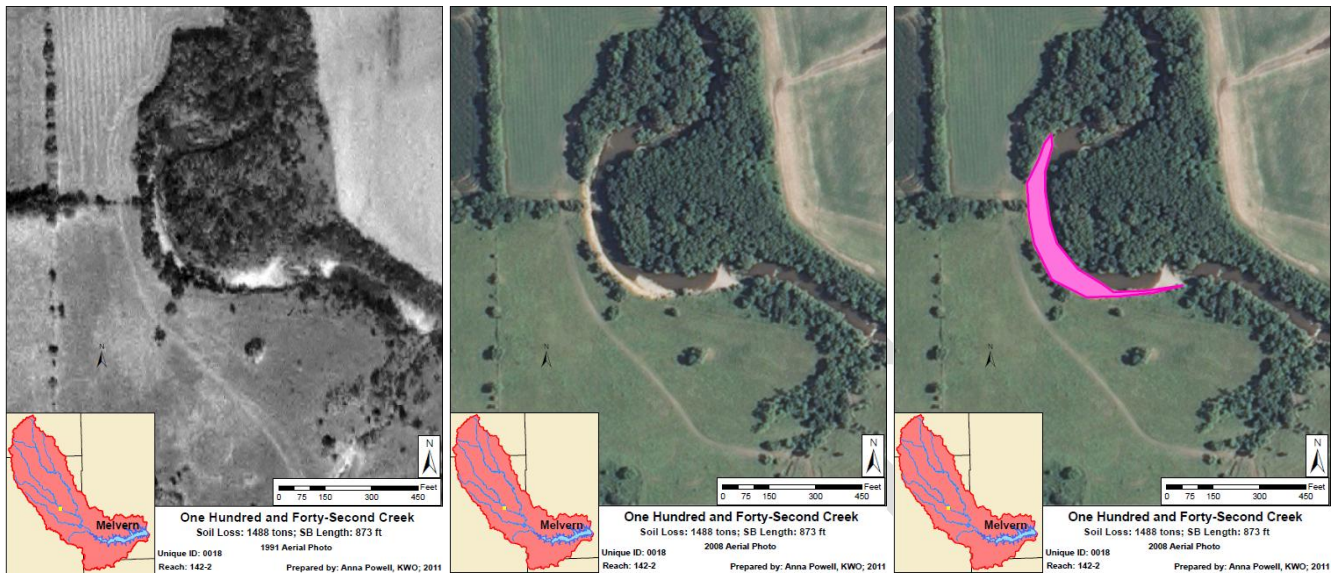 N
N
Feet
0 75 150 300 450
Melvern
One Hundred and Forty-Second Creek
Soil Loss: 1488 tons; SB Length: 873 ft
1991 Aerial Photo
Unique ID: 0018
Reach: 142-2
Prepared by: Anna Powell, KWO; 2011
N
N
Feet
0 75 150 300 450
Melvern
One Hundred and Forty-Second Creek
Soil Loss: 1488 tons; SB Length: 873 ft
2008 Aerial Photo
Unique ID: 0018
Reach: 142-2
Prepared by: Anna Powell, KWO; 2011
N
N
Feet
0 75 150 300 450
Melvern
One Hundred and Forty-Second Creek
Soil Loss: 1488 tons; SB Length: 873 ft
2008 Aerial Photo
Unique ID: 0018
Reach: 142-2
Prepared by: Anna Powell, KWO; 2011